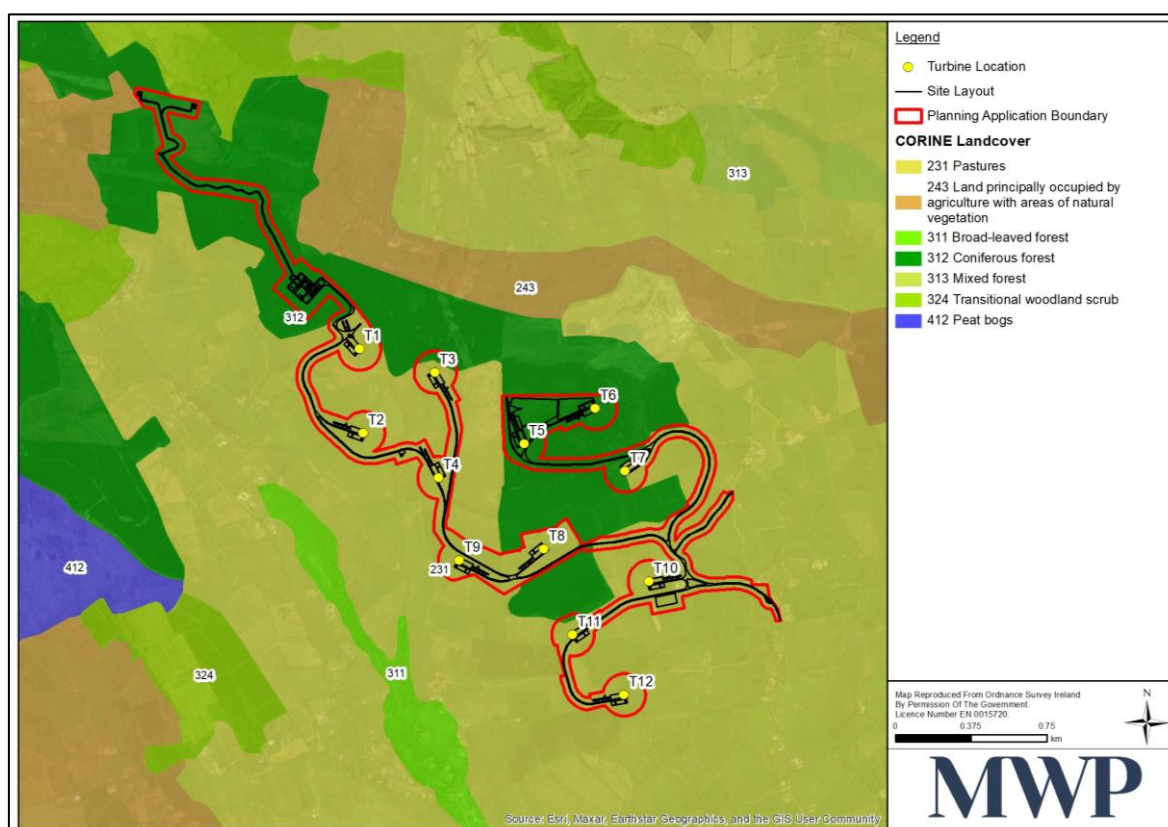 313
243
312
T1
T3
T6
T2
T5
T4
T7
T8
T9
231
T10
412
T11
324
311
T12
Source: Esri, Maxar, Earthstar Geographics, and the GIS User Community
Legend
Turbine Location
Site Layout
Planning Application Boundary
CORINE Landcover
231 Pastures
243 Land principally occupied by
agriculture with areas of natural
vegetation
311 Broad-leaved forest
312 Coniferous forest
313 Mixed forest
324 Transitional woodland scrub
412 Peat bogs
Map Reproduced From Ordnance Survey Ireland
By Permission Of The Government.
Licence Number EN 0015720.
N
0 0.375 0.75
km
MWP